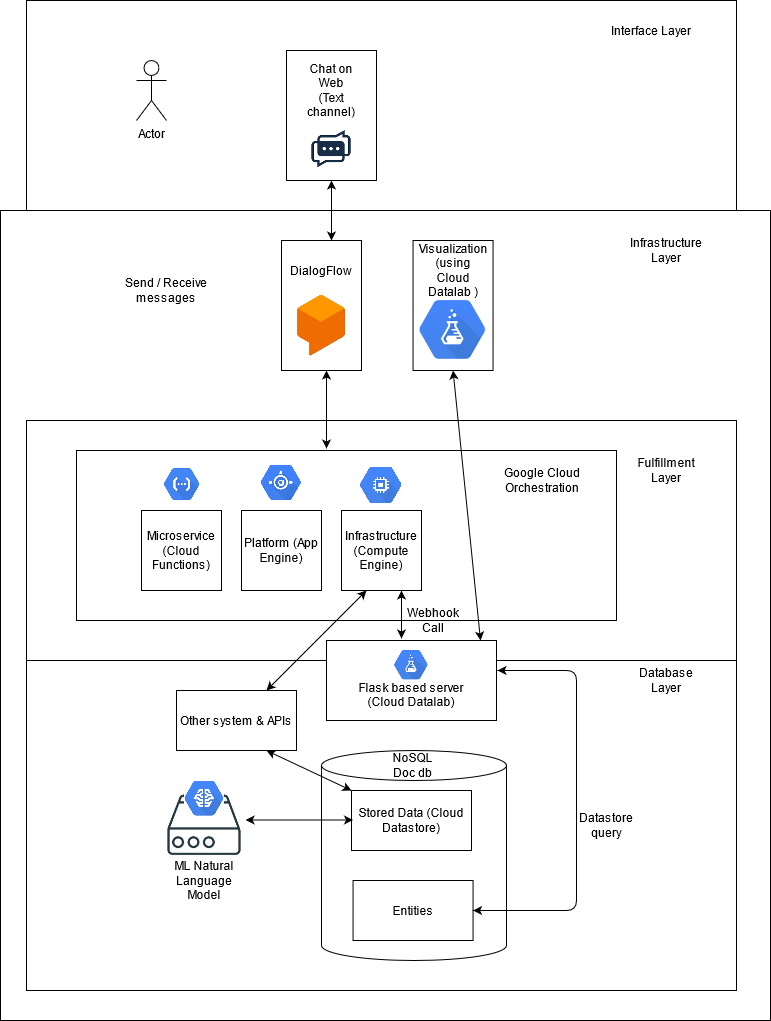 Interface Layer
Chat on
Web
(Text
channel)
Actor
Infrastructure
Layer
Visualization
(using
Cloud
Datalab )
DialogFlow
Send / Receive
messages
Fulfillment
Layer
Google Cloud
Orchestration
Microservice
(Cloud
Functions)
Platform (App
Engine)
Infrastructure
(Compute
Engine)
Webhook
Call
Database
Layer
Flask based server
(Cloud Datalab)
Other system & APIs
NoSQL
Doc db
Stored Data (Cloud
Datastore)
Datastore
query
ML Natural
Language
Model
Entities